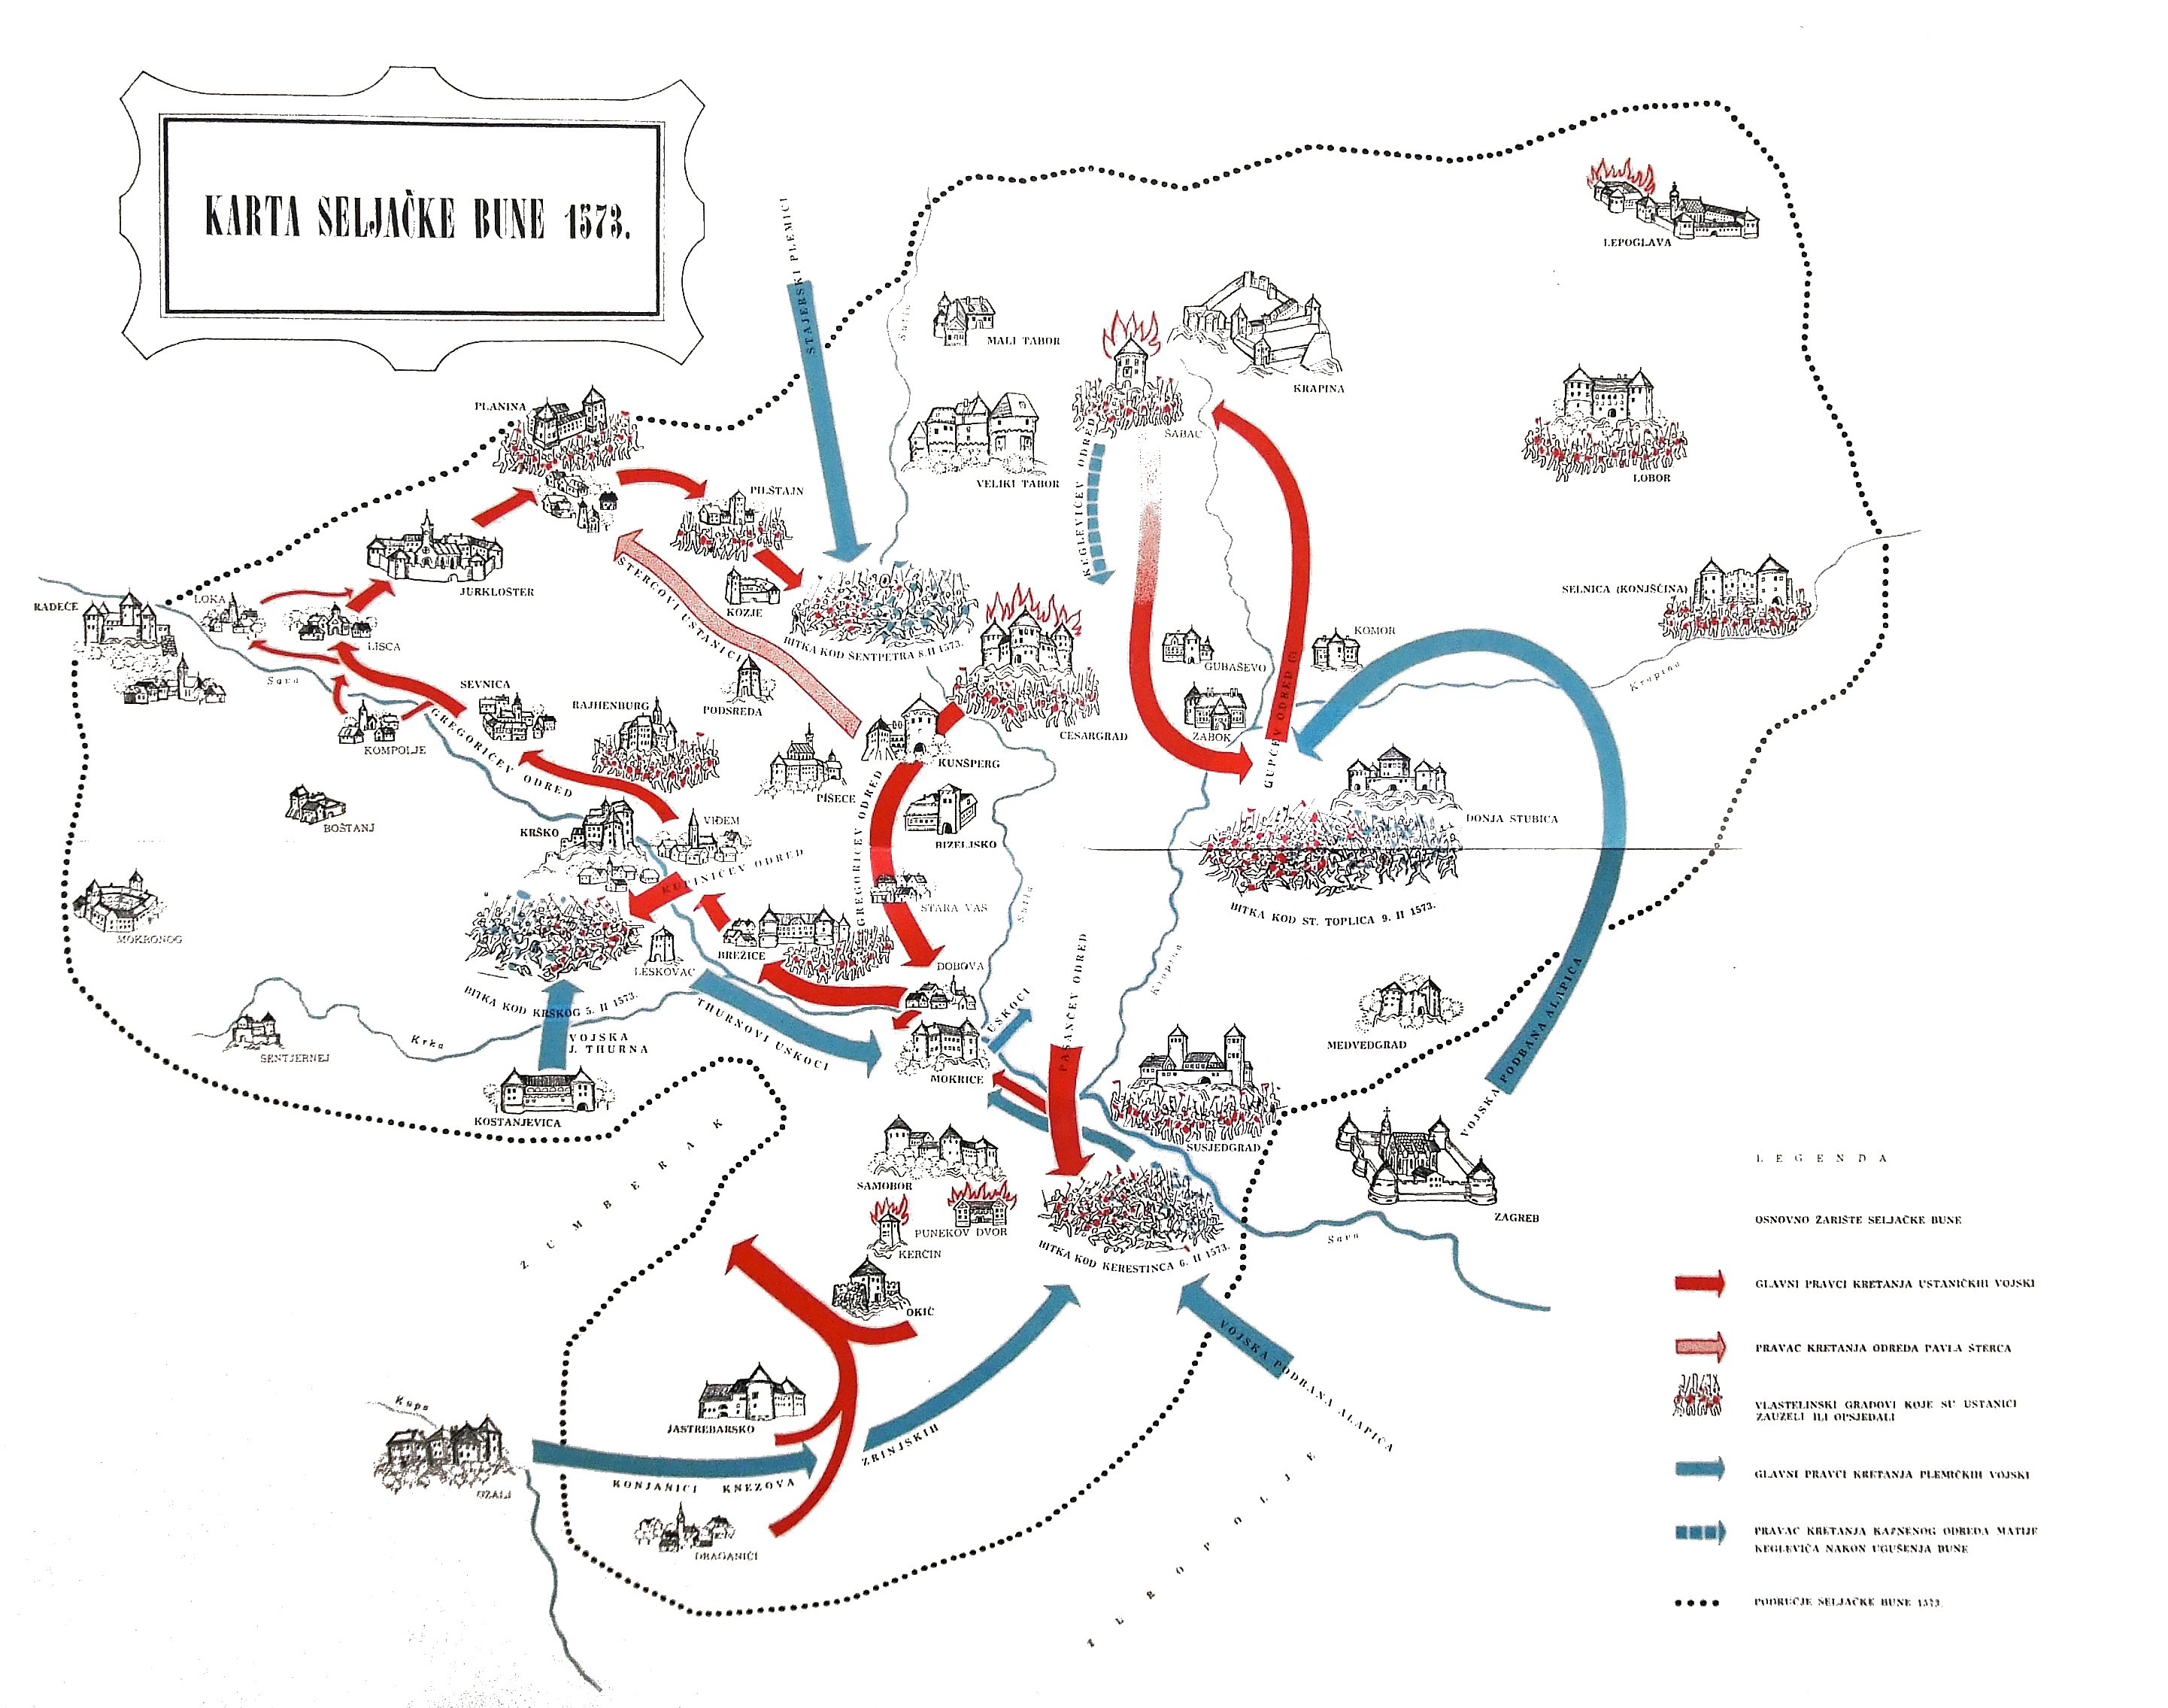 KARTA SELJAČKE BUNE 1573.
ŠTAJERSKI PLEMIĆI
LEPOGLAVA
Sutla
MALI TABOR
KRAPINA
PLANINA
ŠABAC
VELIKI TABOR
LOBOR
KEGLEVIĆEV ODRED
PILŠTAJN
JURKLOŠTER
KOZJE
ŠTERCOVI USTANICI
BITKA KOD ŠENTPETRA 8. II 1573.
SELNICA (KONJŠĆINA)
RADEČE
LOKA
LISCA
Sava
KOMOR
GUBAŠEVO
Krapina
SEVNICA
RAJHENBURG
PODSREDA
CESARGRAD
ZABOK
KOMPOLJE
GREGORIĆEV ODRED
KUNŠPERG
PIŠECE
GUPČEV ODRED
BOŠTANJ
KRŠKO
VIDEM
GREGORIĆEV ODRED
BIZELJSKO
DONJA STUBICA
KUPINIĆEV ODRED
STARA VAS
Sutla
BITKA KOD ST. TOPLICA 9. II 1573.
MOKRONOG
BREŽICE
LESKOVAC
DOBOVA
BITKA KOD KRŠKOG 5. II 1573.
THURNOVI USKOCI
USKOCI
PASANČEV ODRED
Krapina
VOJSKA PODBANA ALAPIĆA
ŠENTJERNEJ
Krka
VOJSKA
J. THURNA
MEDVEDGRAD
MOKRICE
KOSTANJEVICA
SUSJEDGRAD
ZAGREB
SAMOBOR
PUNEKOV DVOR
KERČIN
ŽUMBERAK
BITKA KOD KERESTINCA 6. II 1573.
Sava
OKIĆ
VOJSKA PODBANA ALAPIĆA
JASTREBARSKO
Kupa
OZALJ
KONJANICI KNEZOVA
ZRINJSKIH
DRAGANIĆI
LEGENDA
OSNOVNO ŽARIŠTE SELJAČKE BUNE
GLAVNI PRAVCI KRETANJA USTANIČKIH VOJSKI
PRAVAC KRETANJA ODREDA PAVLA ŠTERCA
VLASTELINSKI GRADOVI KOJE SU USTANICI
ZAUZELI ILI OPSJEDALI
GLAVNI PRAVCI KRETANJA PLEMIĆKIH VOJSKI
PRAVAC KRETANJA KAZNENOG ODREDA MATIJE
KEGLEVIĆA NAKON UGUŠENJA BUNE
PODRUČJE SELJAČKE BUNE 1573.